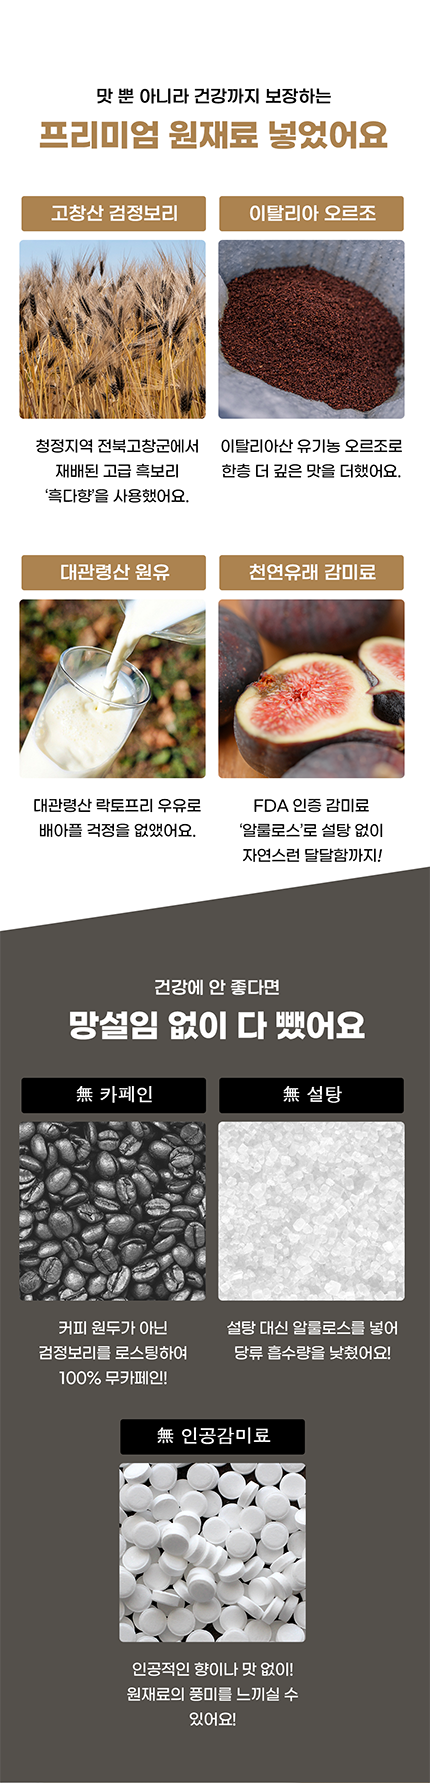 맛 뿐 아니라 건강까지 보장하는
프리미엄 원재료 넣었어요
고창산 검정보리
이탈리아 오르조
청정지역 전북고창군에서
재배된 고급 흑보리
‘흑다향’을 사용했어요.
이탈리아산 유기농 오르조로
한층 더 깊은 맛을 더했어요.
대관령산 원유
천연유래 감미료
대관령산 락토프리 우유로
배아플 걱정을 없앴어요.
FDA 인증 감미료
‘알룰로스’로 설탕 없이
자연스런 달달함까지!
건강에 안 좋다면
망설임 없이 다 뺐어요
無 카페인
無 설탕
커피 원두가 아닌
검정보리를 로스팅하여
100% 무카페인!
설탕 대신 알룰로스를 넣어
당류 흡수량을 낮췄어요!
無 인공감미료
인공적인 향이나 맛 없이!
원재료의 풍미를 느끼실 수
있어요!